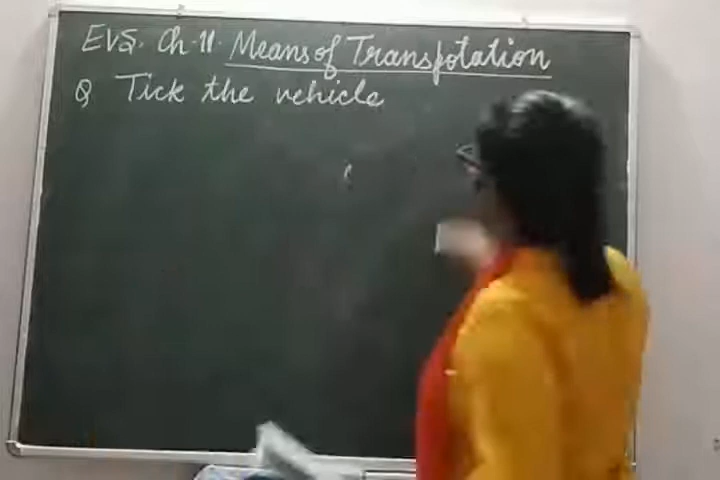 EVS. Ch-11. Means of Transpotation
Q Tick the vehicle